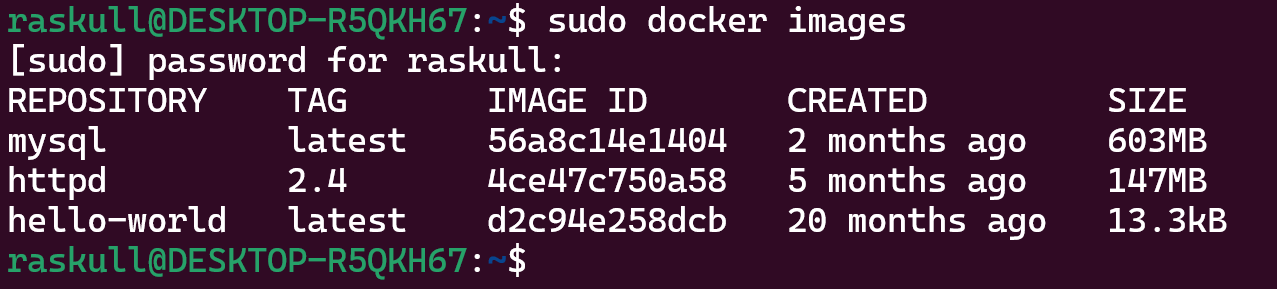 raskull@DESKTOP-R5QKH67:~$ sudo docker images
[sudo] password for raskull:
REPOSITORY    TAG       IMAGE ID       CREATED         SIZE
mysql         latest    56a8c14e1404   2 months ago    603MB
httpd         2.4       4ce47c750a58   5 months ago    147MB
hello-world   latest    d2c94e258dcb   20 months ago   13.3kB
raskull@DESKTOP-R5QKH67:~$